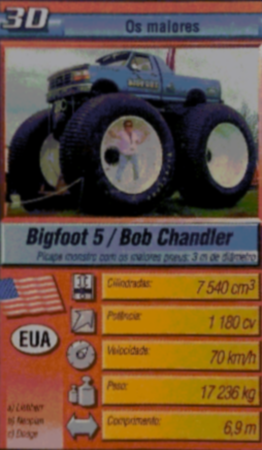 3D
Os maiores
Bigfoot 5 / Bob Chandler
Picape monstro com os maiores pneus: 3 m de diâmetro
Cilindradas: 7 540 cm³
Potência: 1 180 cv
EUA
Velocidade: 70 km/h
Peso: 17 236 kg
Comprimento: 6,9 m